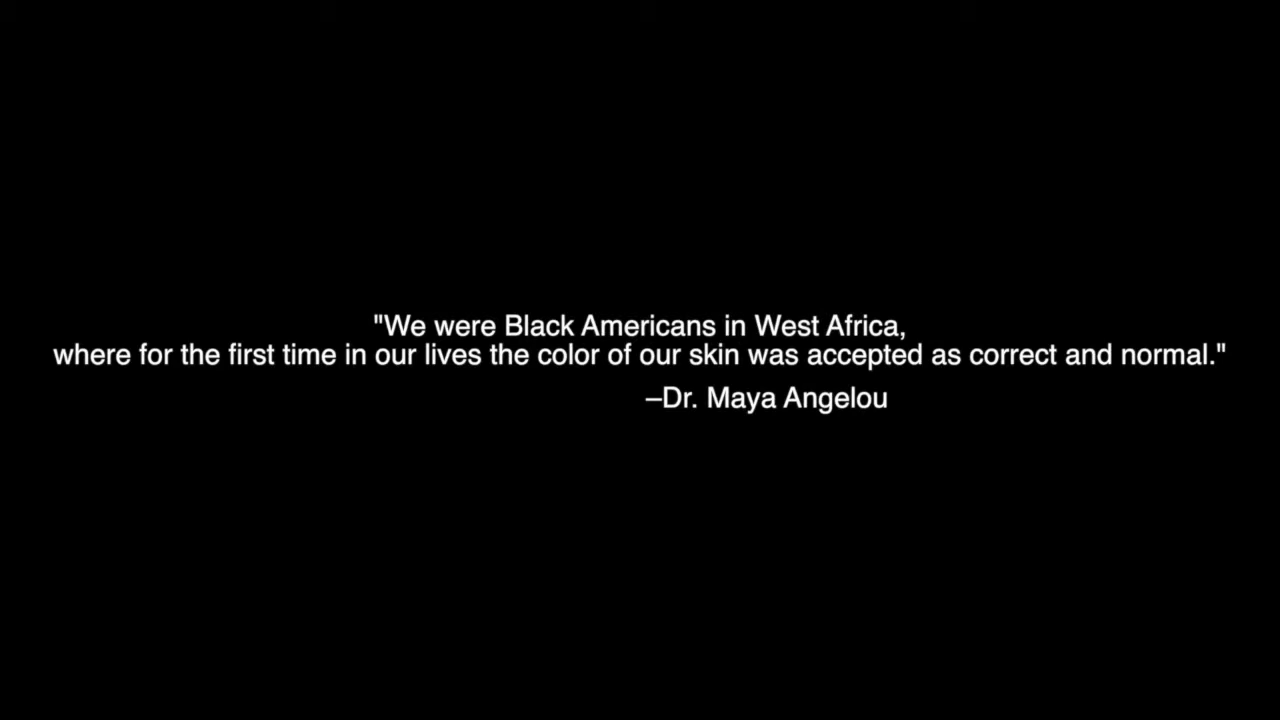 "We were Black Americans in West Africa,
where for the first time in our lives the color of our skin was accepted as correct and normal."
–Dr. Maya Angelou